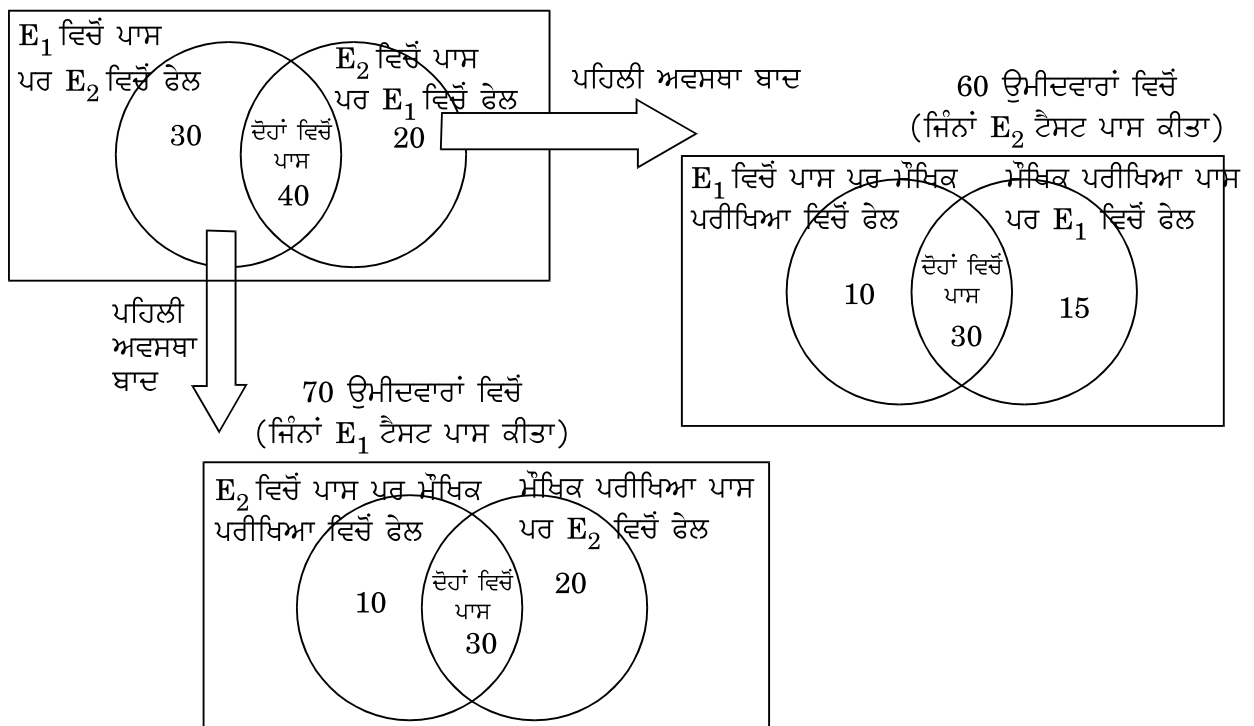 E₁ ਵਿਚੋਂ ਪਾਸ
ਪਰ E₂ ਵਿਚੋਂ ਫੇਲ
30
ਦੋਹਾਂ ਵਿਚੋਂ
ਪਾਸ
40
E₂ ਵਿਚੋਂ ਪਾਸ
ਪਰ E₁ ਵਿਚੋਂ ਫੇਲ
20
ਪਹਿਲੀ ਅਵਸਥਾ ਬਾਦ
60 ਉਮੀਦਵਾਰਾਂ ਵਿਚੋਂ
(ਜਿੰਨਾਂ E₂ ਟੈਸਟ ਪਾਸ ਕੀਤਾ)
E₁ ਵਿਚੋਂ ਪਾਸ ਪਰ ਮੌਖਿਕ
ਪਰੀਖਿਆ ਵਿਚੋਂ ਫੇਲ
10
ਦੋਹਾਂ ਵਿਚੋਂ
ਪਾਸ
30
ਮੌਖਿਕ ਪਰੀਖਿਆ ਪਾਸ
ਪਰ E₁ ਵਿਚੋਂ ਫੇਲ
15
ਪਹਿਲੀ
ਅਵਸਥਾ
ਬਾਦ
70 ਉਮੀਦਵਾਰਾਂ ਵਿਚੋਂ
(ਜਿੰਨਾਂ E₁ ਟੈਸਟ ਪਾਸ ਕੀਤਾ)
E₂ ਵਿਚੋਂ ਪਾਸ ਪਰ ਮੌਖਿਕ
ਪਰੀਖਿਆ ਵਿਚੋਂ ਫੇਲ
10
ਦੋਹਾਂ ਵਿਚੋਂ
ਪਾਸ
30
ਮੌਖਿਕ ਪਰੀਖਿਆ ਪਾਸ
ਪਰ E₂ ਵਿਚੋਂ ਫੇਲ
20